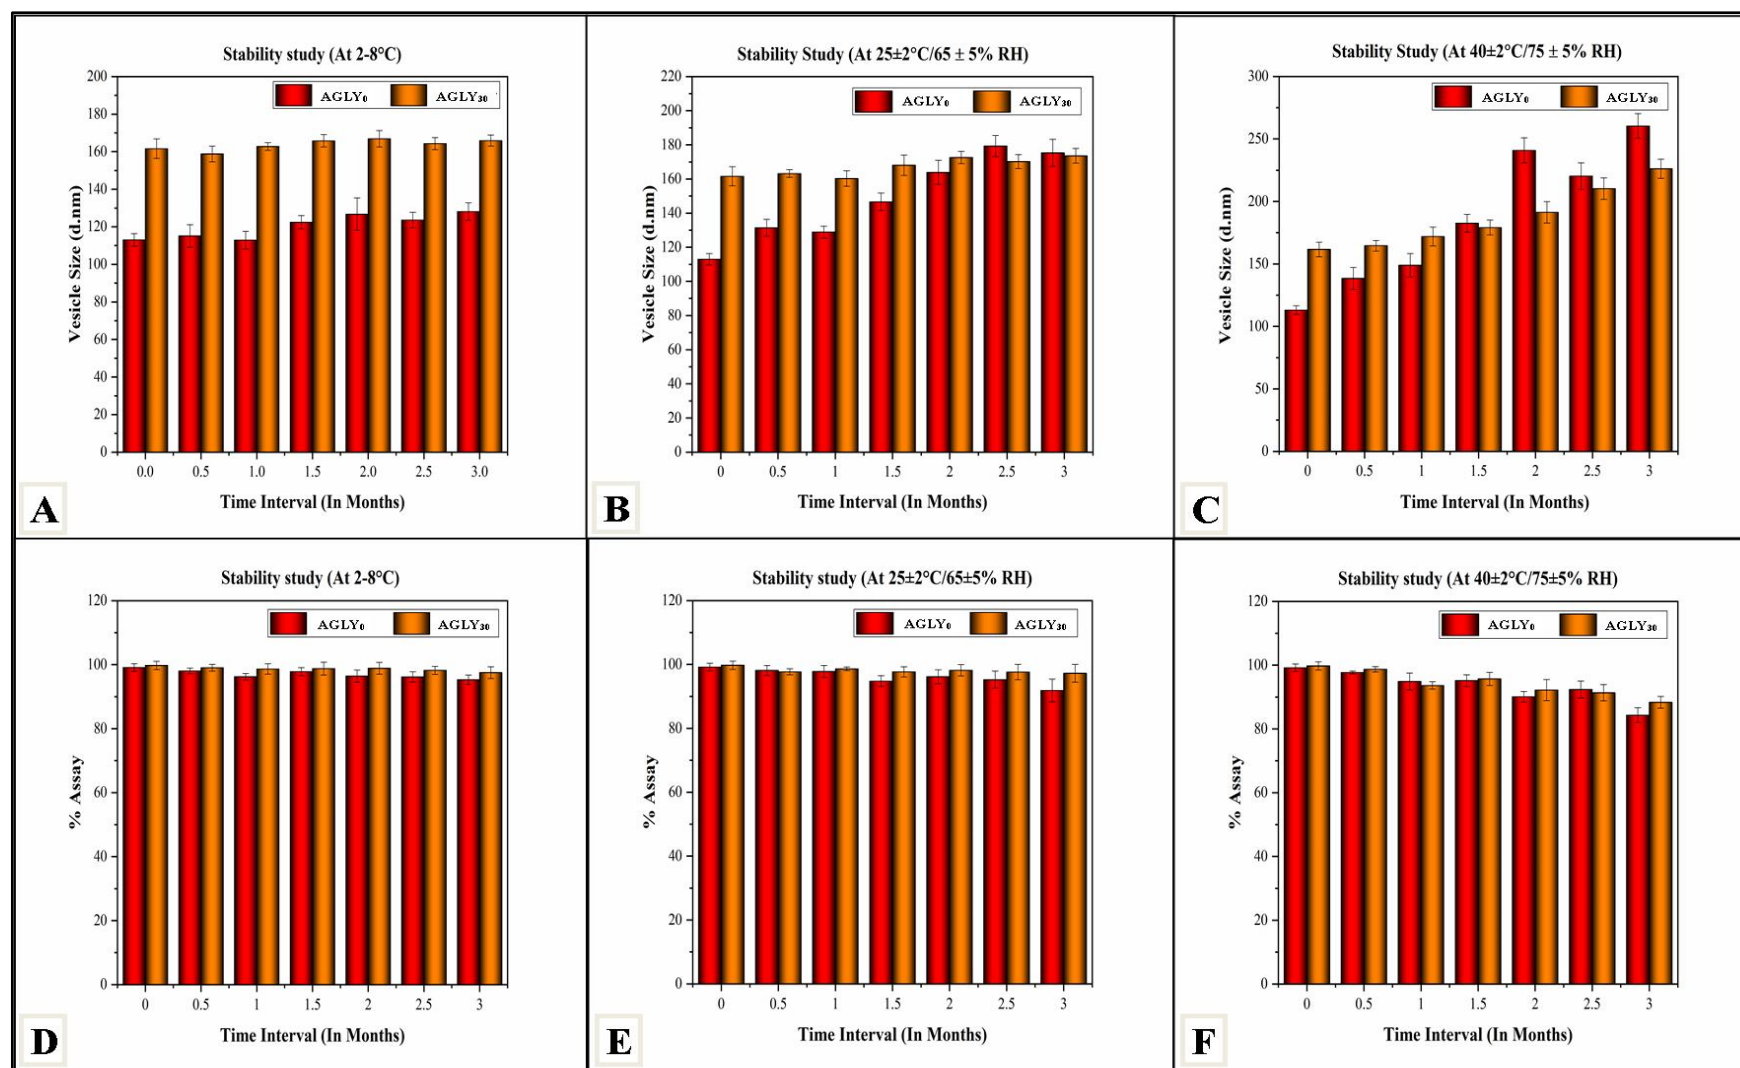 Stability study (At 2-8°C)
AGLY₀ AGLY₃₀
Vesicle Size (d.nm)
200
180
160
140
120
100
80
60
40
20
0
0.0 0.5 1.0 1.5 2.0 2.5 3.0
Time Interval (In Months)
A
Stability Study (At 25±2°C/65 ± 5% RH)
AGLY₀ AGLY₃₀
Vesicle Size (d.nm)
220
200
180
160
140
120
100
80
60
40
20
0
0 0.5 1 1.5 2 2.5 3
Time Interval (In Months)
B
Stability Study (At 40±2°C/75 ± 5% RH)
AGLY₀ AGLY₃₀
Vesicle Size (d.nm)
300
250
200
150
100
50
0
0 0.5 1 1.5 2 2.5 3
Time Interval (In Months)
C
Stability study (At 2-8°C)
AGLY₀ AGLY₃₀
% Assay
120
100
80
60
40
20
0
0 0.5 1 1.5 2 2.5 3
Time Interval (In Months)
D
Stability study (At 25±2°C/65±5% RH)
AGLY₀ AGLY₃₀
% Assay
120
100
80
60
40
20
0
0 0.5 1 1.5 2 2.5 3
Time Interval (In Months)
E
Stability study (At 40±2°C/75±5% RH)
AGLY₀ AGLY₃₀
% Assay
120
100
80
60
40
20
0
0 0.5 1 1.5 2 2.5 3
Time Interval (In Months)
F